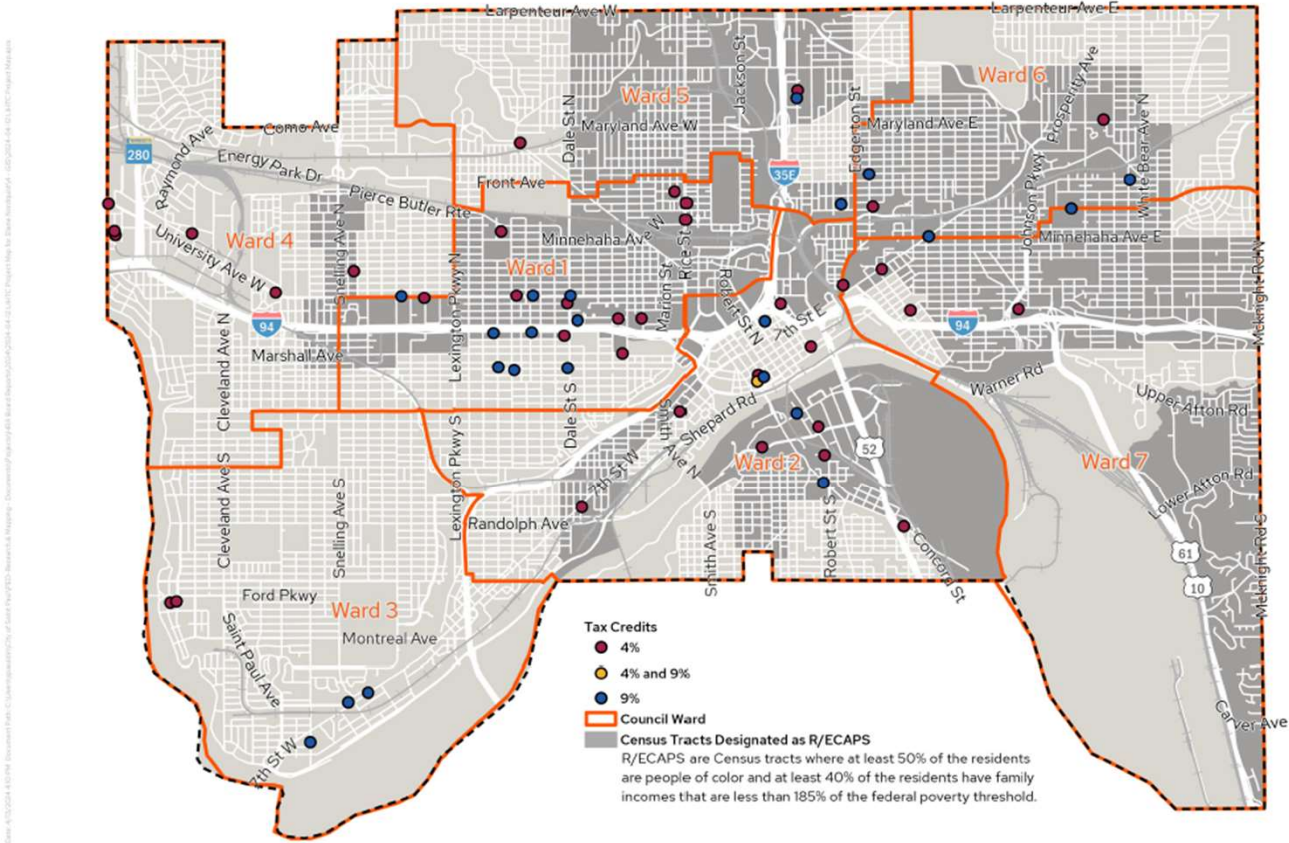 Larpenteur Ave W
Larpenteur Ave E
Ward 6
Jackson St
Prosperity Ave
Ward 5
Dale St N
Edgerton St
White Bear Ave N
Maryland Ave W
Maryland Ave E
Como Ave
280
Raymond Ave
Energy Park Dr
35E
Johnson Pkwy
Front Ave
Pierce Butler Rte
Minnehaha Ave W
Minnehaha Ave E
University Ave W
Ward 4
Snelling Ave N
Rice St
Ward 1
Lexington Pkwy N
Marion St
Robert St N
7th St E
McKnight Rd N
94
94
Marshall Ave
Cleveland Ave N
Warner Rd
Upper Afton Rd
Dale St S
Smith Ave N
Shepard Rd
52
Ward 2
Ward 7
7th St W
Lower Afton Rd
Cleveland Ave S
Snelling Ave S
Lexington Pkwy S
Randolph Ave
Smith Ave S
Robert St S
Concord St
61
10
McKnight Rd S
Ford Pkwy
Ward 3
Saint Paul Ave
Montreal Ave
7th St W
Carver Ave
Tax Credits
4%
4% and 9%
9%
Council Ward
Census Tracts Designated as R/ECAPS
R/ECAPS are Census tracts where at least 50% of the residents
are people of color and at least 40% of the residents have family
incomes that are less than 185% of the federal poverty threshold.